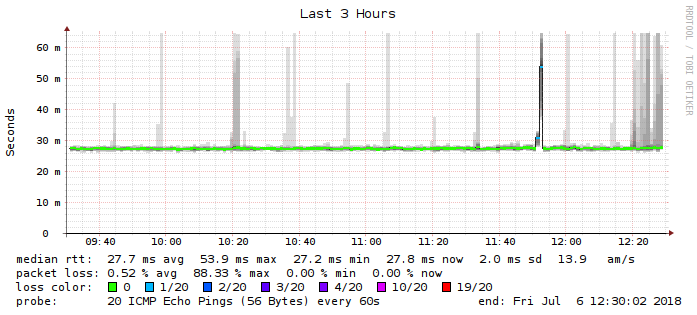 Last 3 Hours
RRDTOOL / TOBI OETIKER
Seconds
60 m
50 m
40 m
30 m
20 m
10 m
0
09:40 10:00 10:20 10:40 11:00 11:20 11:40 12:00 12:20
median rtt: 27.7 ms avg 53.9 ms max 27.2 ms min 27.8 ms now 2.0 ms sd 13.9 am/s
packet loss: 0.52 % avg 88.33 % max 0.00 % min 0.00 % now
loss color: 0 1/20 2/20 3/20 4/20 10/20 19/20
probe: 20 ICMP Echo Pings (56 Bytes) every 60s end: Fri Jul 6 12:30:02 2018